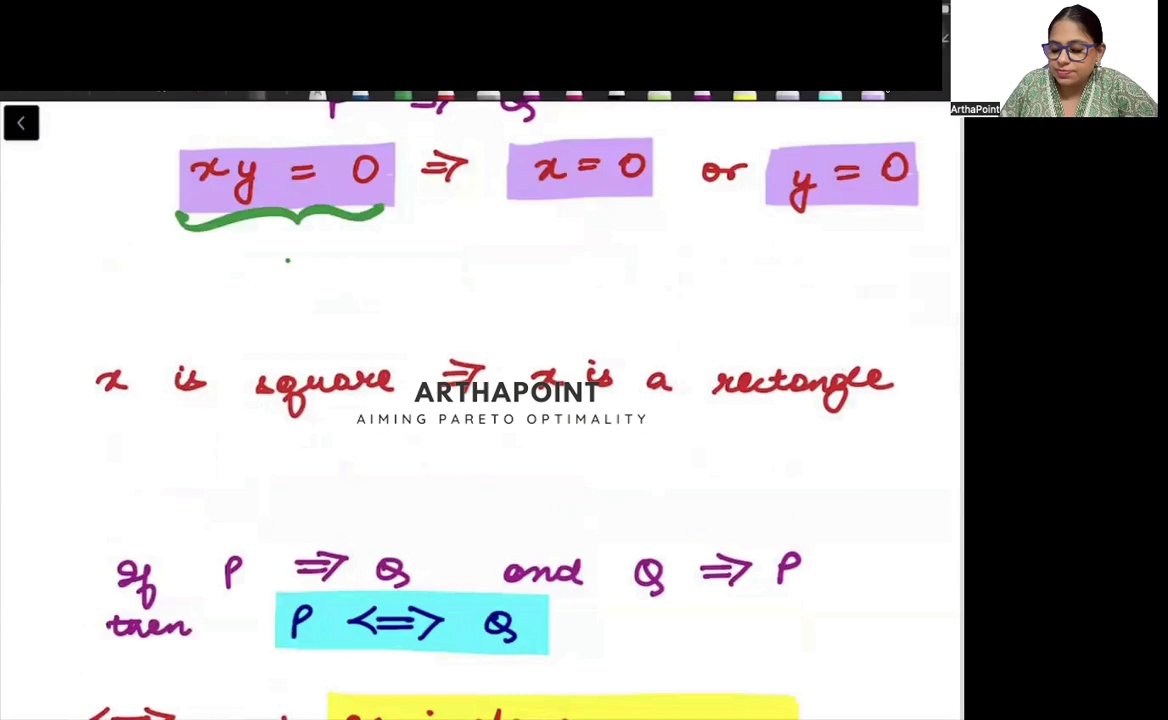 ArthaPoint
P ⇒ Q
xy = 0 ⇒ x = 0 or y = 0
x is square ⇒ x is a rectangle
ARTHAPOINT
AIMING PARETO OPTIMALITY
If P ⇒ Q and Q ⇒ P
then P <=> Q